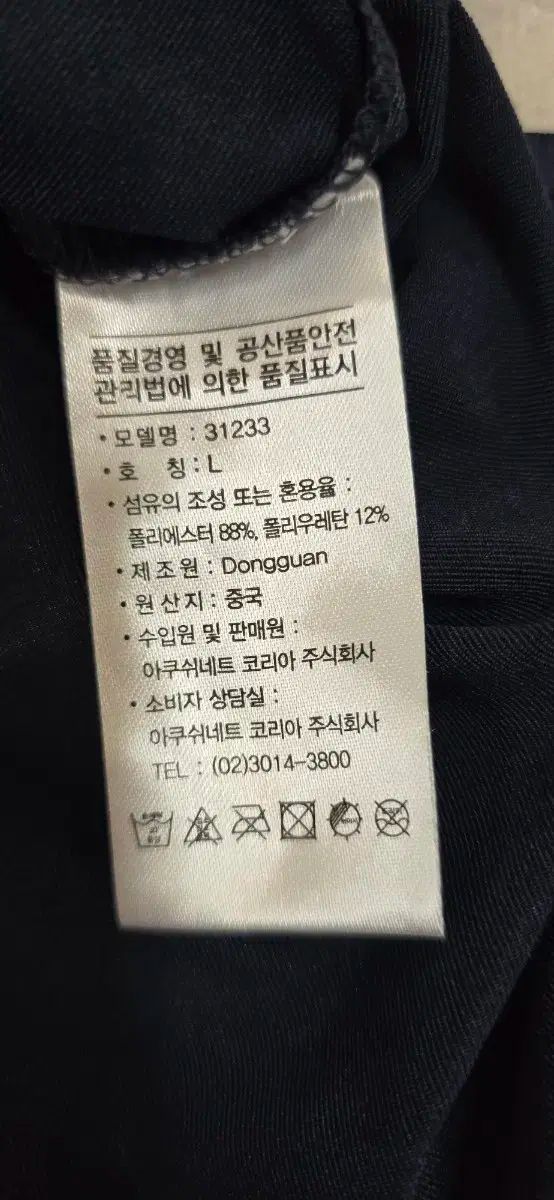 품질경영 및 공산품안전
관리법에 의한 품질표시
• 모델명 : 31233
• 호 칭 : L
• 섬유의 조성 또는 혼용율 :
폴리에스터 88%, 폴리우레탄 12%
• 제조원 : Dongguan
• 원산지 : 중국
• 수입원 및 판매원 :
아쿠쉬네트 코리아 주식회사
• 소비자 상담실 :
아쿠쉬네트 코리아 주식회사
TEL : (02)3014-3800